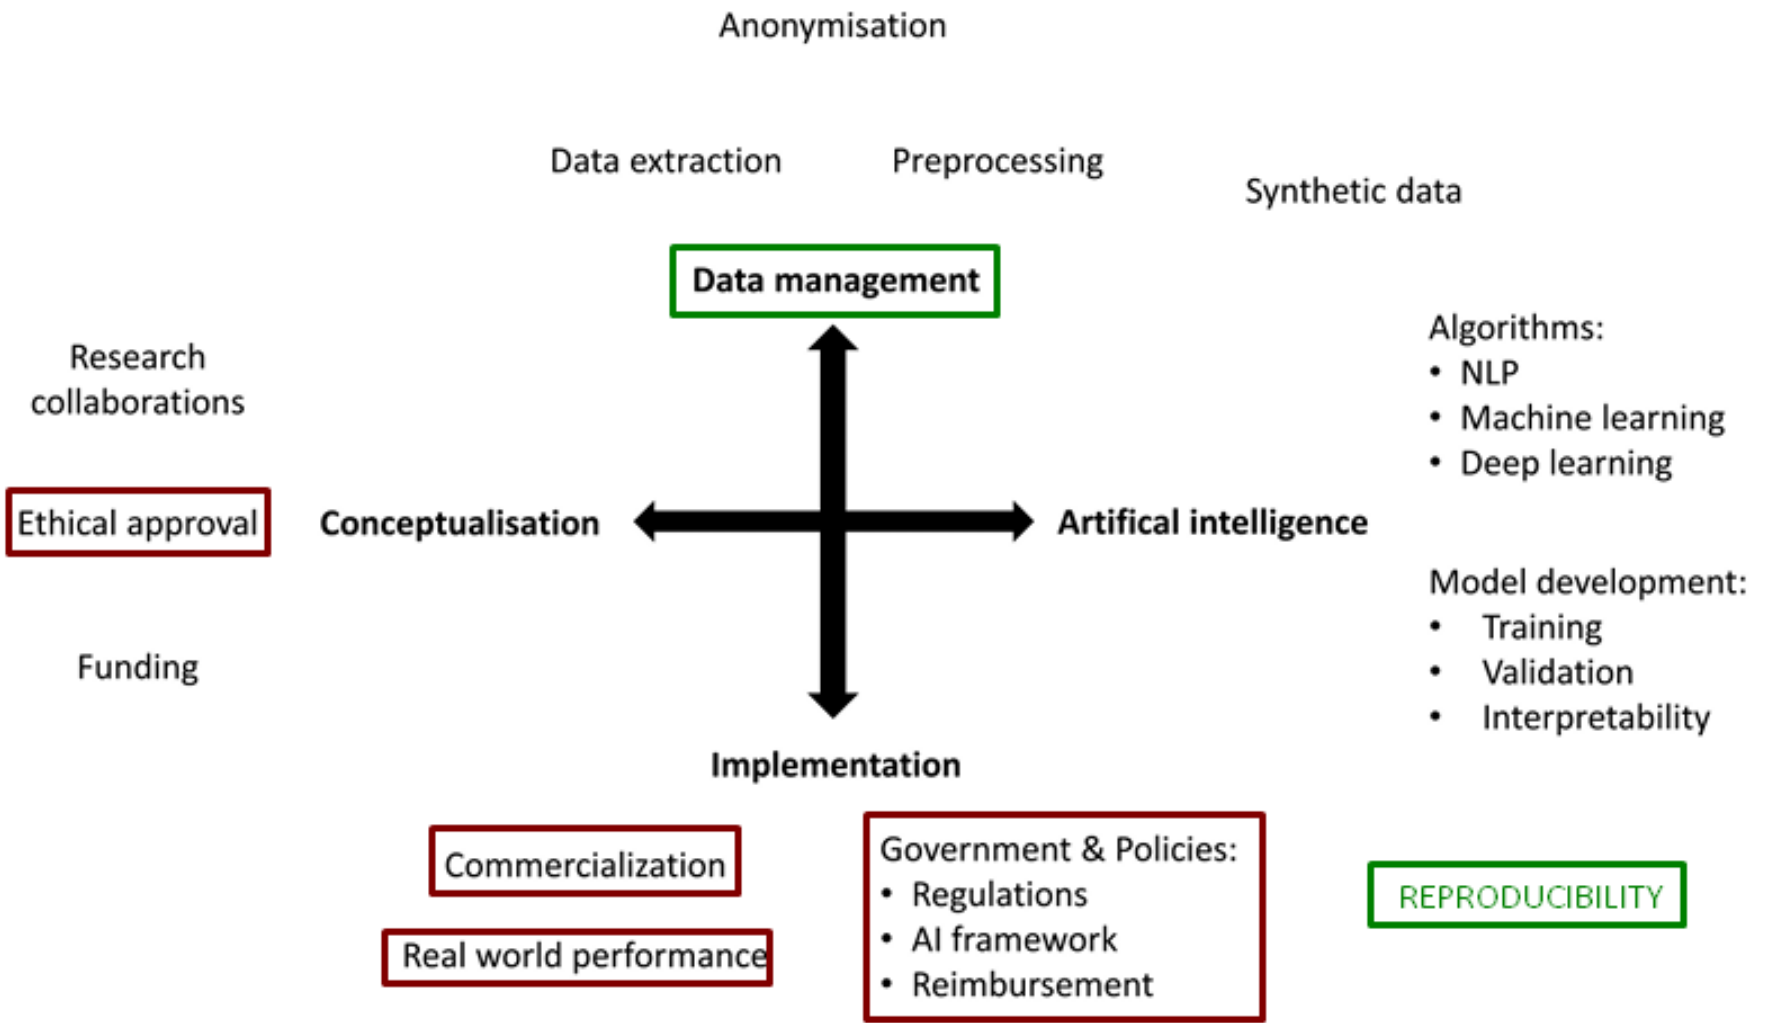 Anonymisation
Data extraction
Preprocessing
Synthetic data
Data management
Research
collaborations
Ethical approval
Funding
Conceptualisation
Artifical intelligence
Algorithms:
• NLP
• Machine learning
• Deep learning
Model development:
• Training
• Validation
• Interpretability
Implementation
Commercialization
Real world performance
Government & Policies:
• Regulations
• AI framework
• Reimbursement
REPRODUCIBILITY